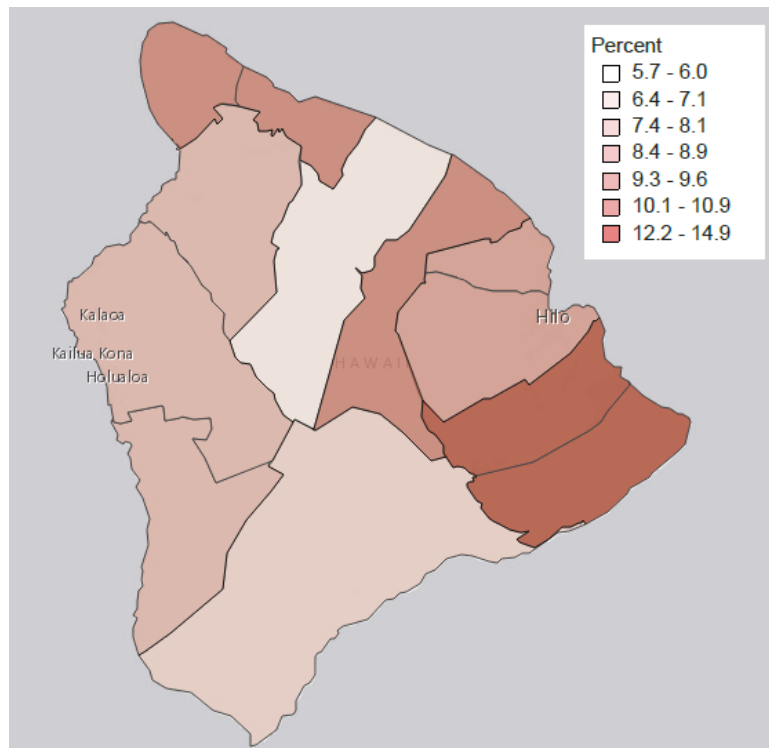 Percent
5.7 - 6.0
6.4 - 7.1
7.4 - 8.1
8.4 - 8.9
9.3 - 9.6
10.1 - 10.9
12.2 - 14.9
Kalaoa
Hilo
Kailua Kona
HAWAII
Holualoa